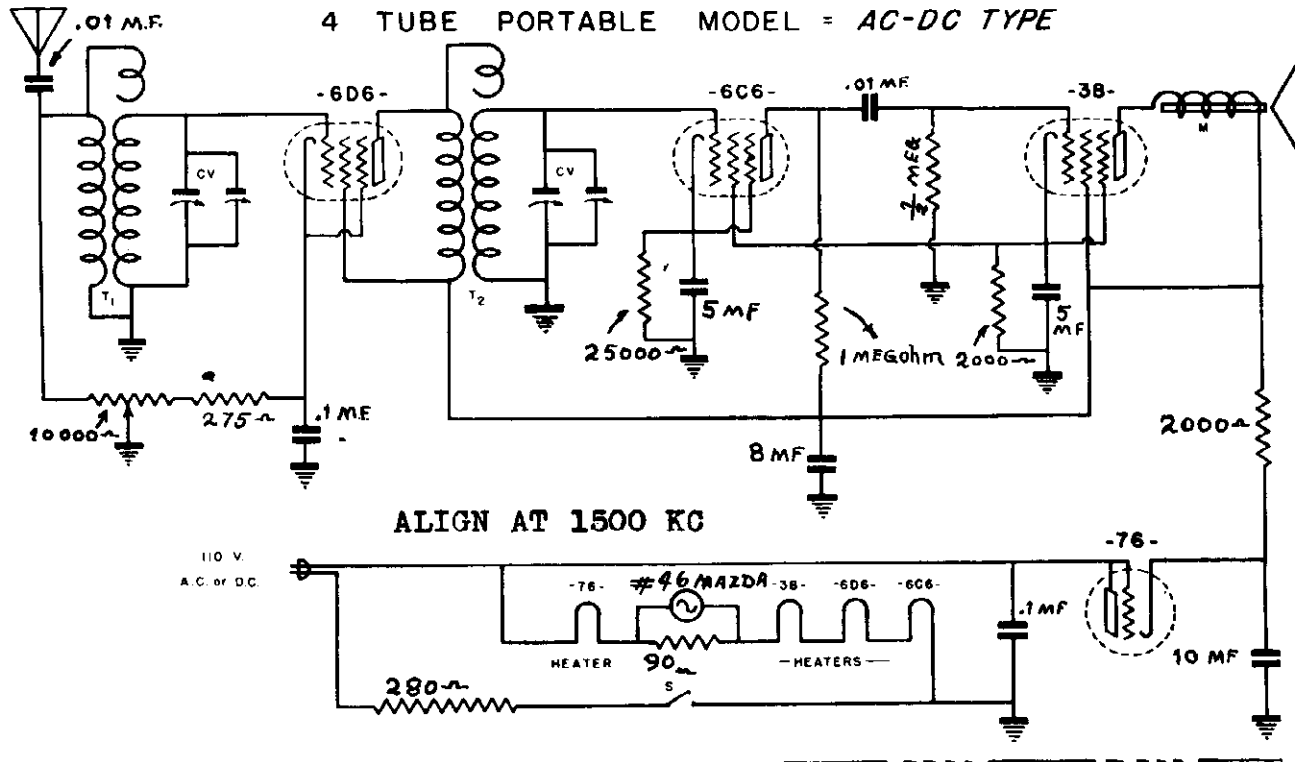 4 TUBE PORTABLE MODEL = AC-DC TYPE
.01 M.F.
-6D6-
-6C6-
.01 MF.
-38-
M
CV
CV
1/2 MEG
T1
T2
5 MF
25000~
1 MEGohm
2000~
5 MF
10000~
275~
.1 M.F.
8 MF
2000~
ALIGN AT 1500 KC
110 V.
A.C. or D.C.
-76-
-76-
#46 MAZDA
-38-
-6D6-
-6C6-
.1 MF
HEATER
90~
-HEATERS-
10 MF
280~
S